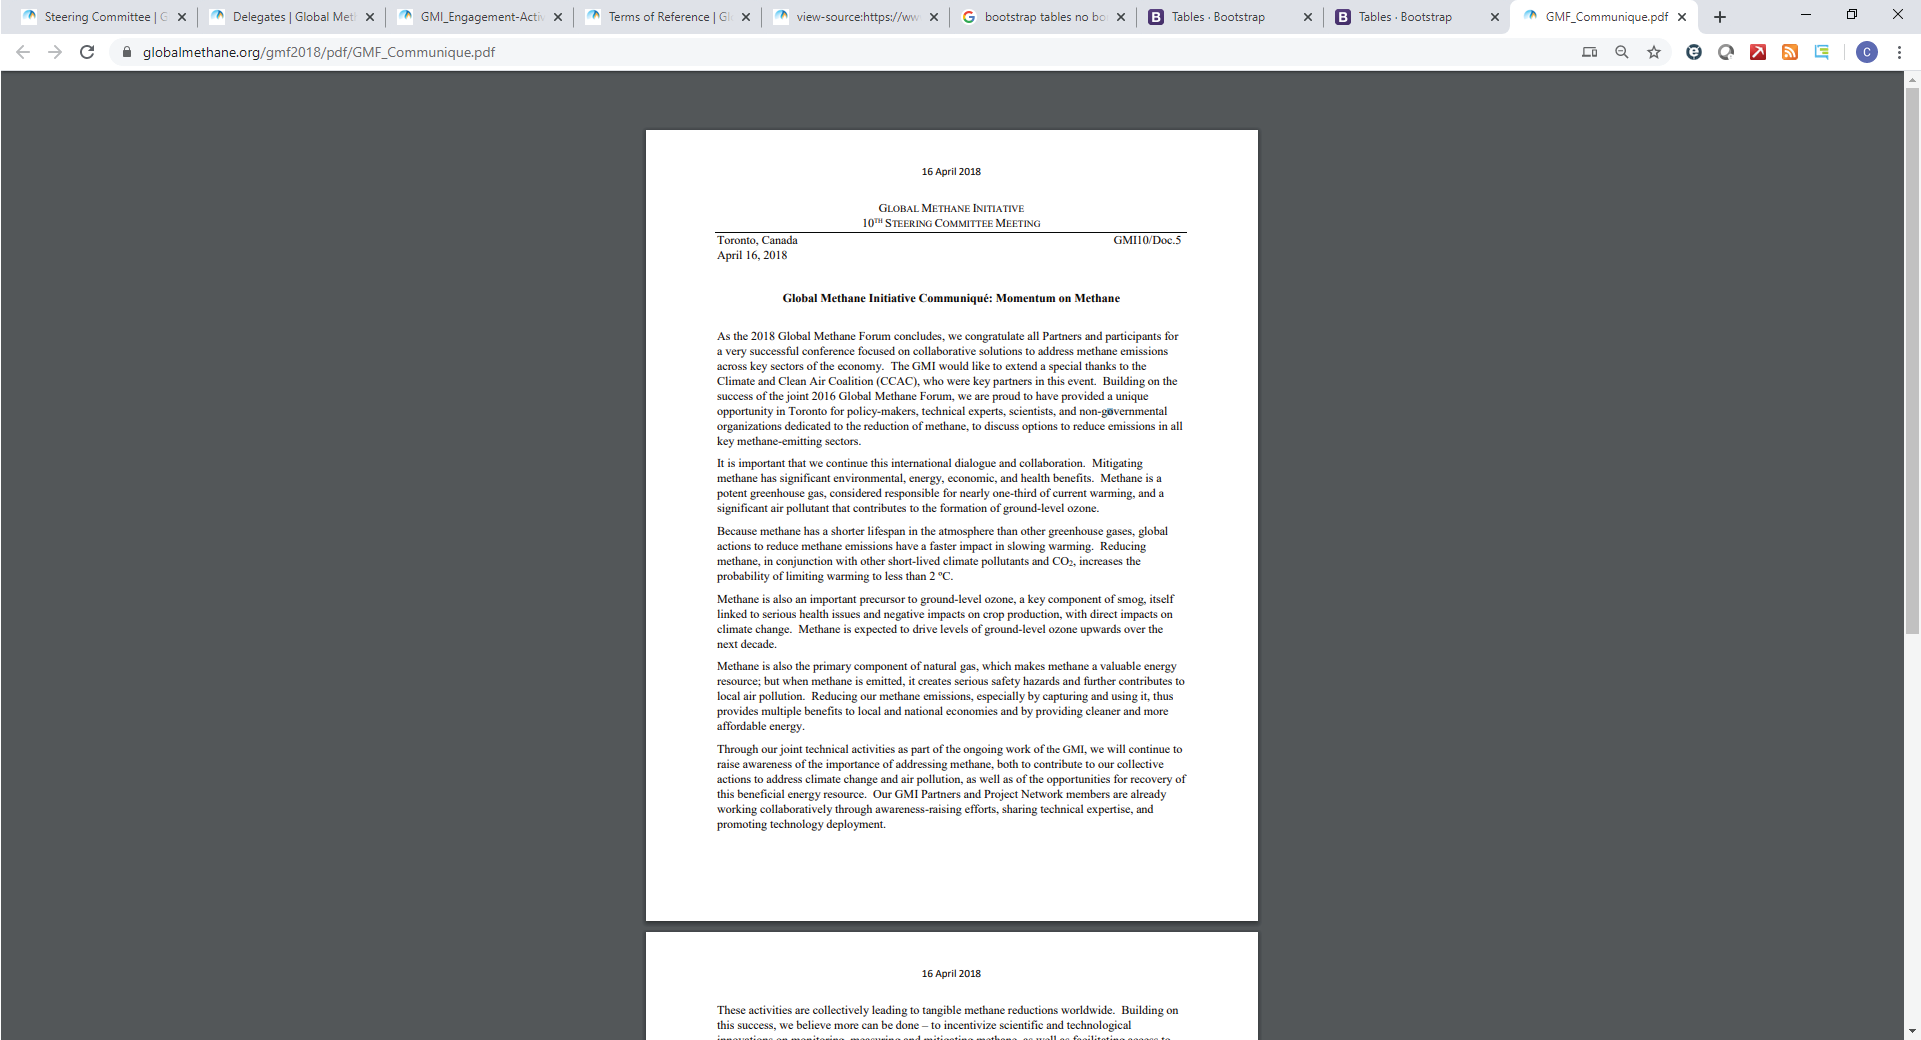 Steering Committee | G
Delegates | Global Met
GMI_Engagement-Activ
Terms of Reference | Gl
view-source:https://ww
bootstrap tables no bo
Tables · Bootstrap
Tables · Bootstrap
GMF_Communique.pdf
globalmethane.org/gmf2018/pdf/GMF_Communique.pdf
C
16 April 2018
GLOBAL METHANE INITIATIVE
10TH STEERING COMMITTEE MEETING
Toronto, Canada GMI10/Doc.5
April 16, 2018
Global Methane Initiative Communiqué: Momentum on Methane
As the 2018 Global Methane Forum concludes, we congratulate all Partners and participants for
a very successful conference focused on collaborative solutions to address methane emissions
across key sectors of the economy. The GMI would like to extend a special thanks to the
Climate and Clean Air Coalition (CCAC), who were key partners in this event. Building on the
success of the joint 2016 Global Methane Forum, we are proud to have provided a unique
opportunity in Toronto for policy-makers, technical experts, scientists, and non-governmental
organizations dedicated to the reduction of methane, to discuss options to reduce emissions in all
key methane-emitting sectors.
It is important that we continue this international dialogue and collaboration. Mitigating
methane has significant environmental, energy, economic, and health benefits. Methane is a
potent greenhouse gas, considered responsible for nearly one-third of current warming, and a
significant air pollutant that contributes to the formation of ground-level ozone.
Because methane has a shorter lifespan in the atmosphere than other greenhouse gases, global
actions to reduce methane emissions have a faster impact in slowing warming. Reducing
methane, in conjunction with other short-lived climate pollutants and CO₂, increases the
probability of limiting warming to less than 2 ºC.
Methane is also an important precursor to ground-level ozone, a key component of smog, itself
linked to serious health issues and negative impacts on crop production, with direct impacts on
climate change. Methane is expected to drive levels of ground-level ozone upwards over the
next decade.
Methane is also the primary component of natural gas, which makes methane a valuable energy
resource; but when methane is emitted, it creates serious safety hazards and further contributes to
local air pollution. Reducing our methane emissions, especially by capturing and using it, thus
provides multiple benefits to local and national economies and by providing cleaner and more
affordable energy.
Through our joint technical activities as part of the ongoing work of the GMI, we will continue to
raise awareness of the importance of addressing methane, both to contribute to our collective
actions to address climate change and air pollution, as well as of the opportunities for recovery of
this beneficial energy resource. Our GMI Partners and Project Network members are already
working collaboratively through awareness-raising efforts, sharing technical expertise, and
promoting technology deployment.
16 April 2018
These activities are collectively leading to tangible methane reductions worldwide. Building on
this success, we believe more can be done – to incentivize scientific and technological
innovations on monitoring, measuring and mitigating methane, as well as facilitating access to